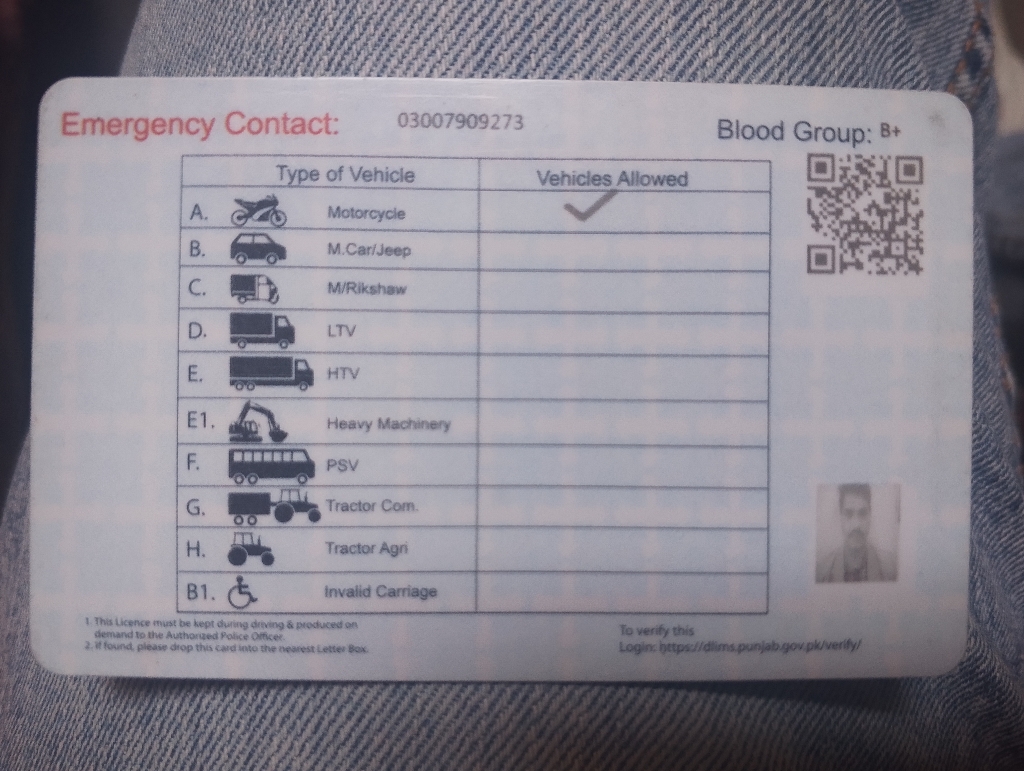 Emergency Contact: 03007909273 Blood Group: B+
Type of Vehicle Vehicles Allowed
A. Motorcycle ✓
B. M.Car/Jeep
C. M/Rikshaw
D. LTV
E. HTV
E1. Heavy Machinery
F. PSV
G. Tractor Com.
H. Tractor Agri
B1. Invalid Carriage
1. This Licence must be kept during driving & produced on
demand to the Authorized Police Officer.
2. If found, please drop this card into the nearest Letter Box.
To verify this
Login: https://dlims.punjab.gov.pk/verify/